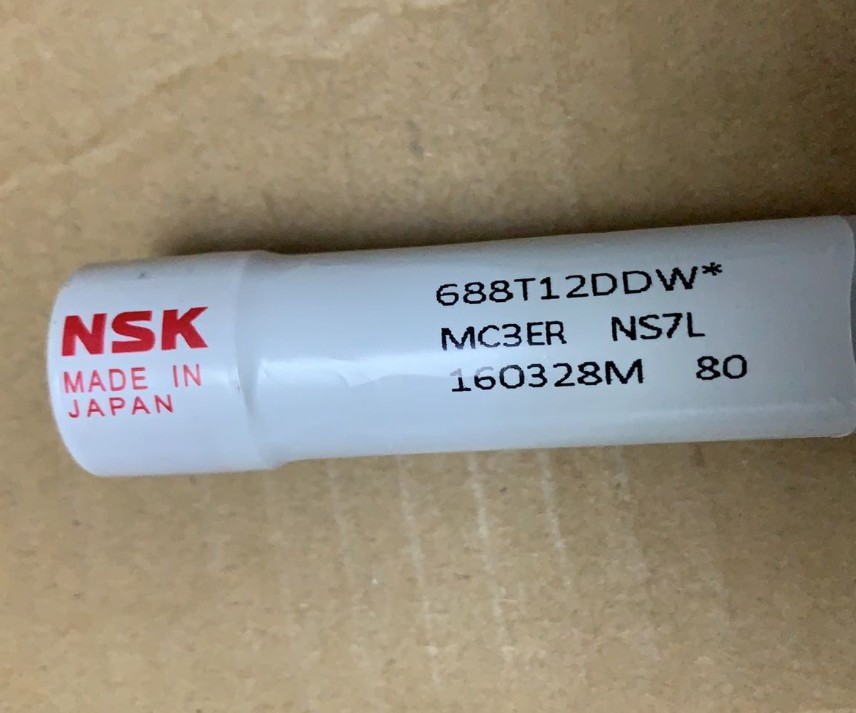 NSK
MADE IN
JAPAN
688T12DDW*
MC3ER NS7L
160328M 80